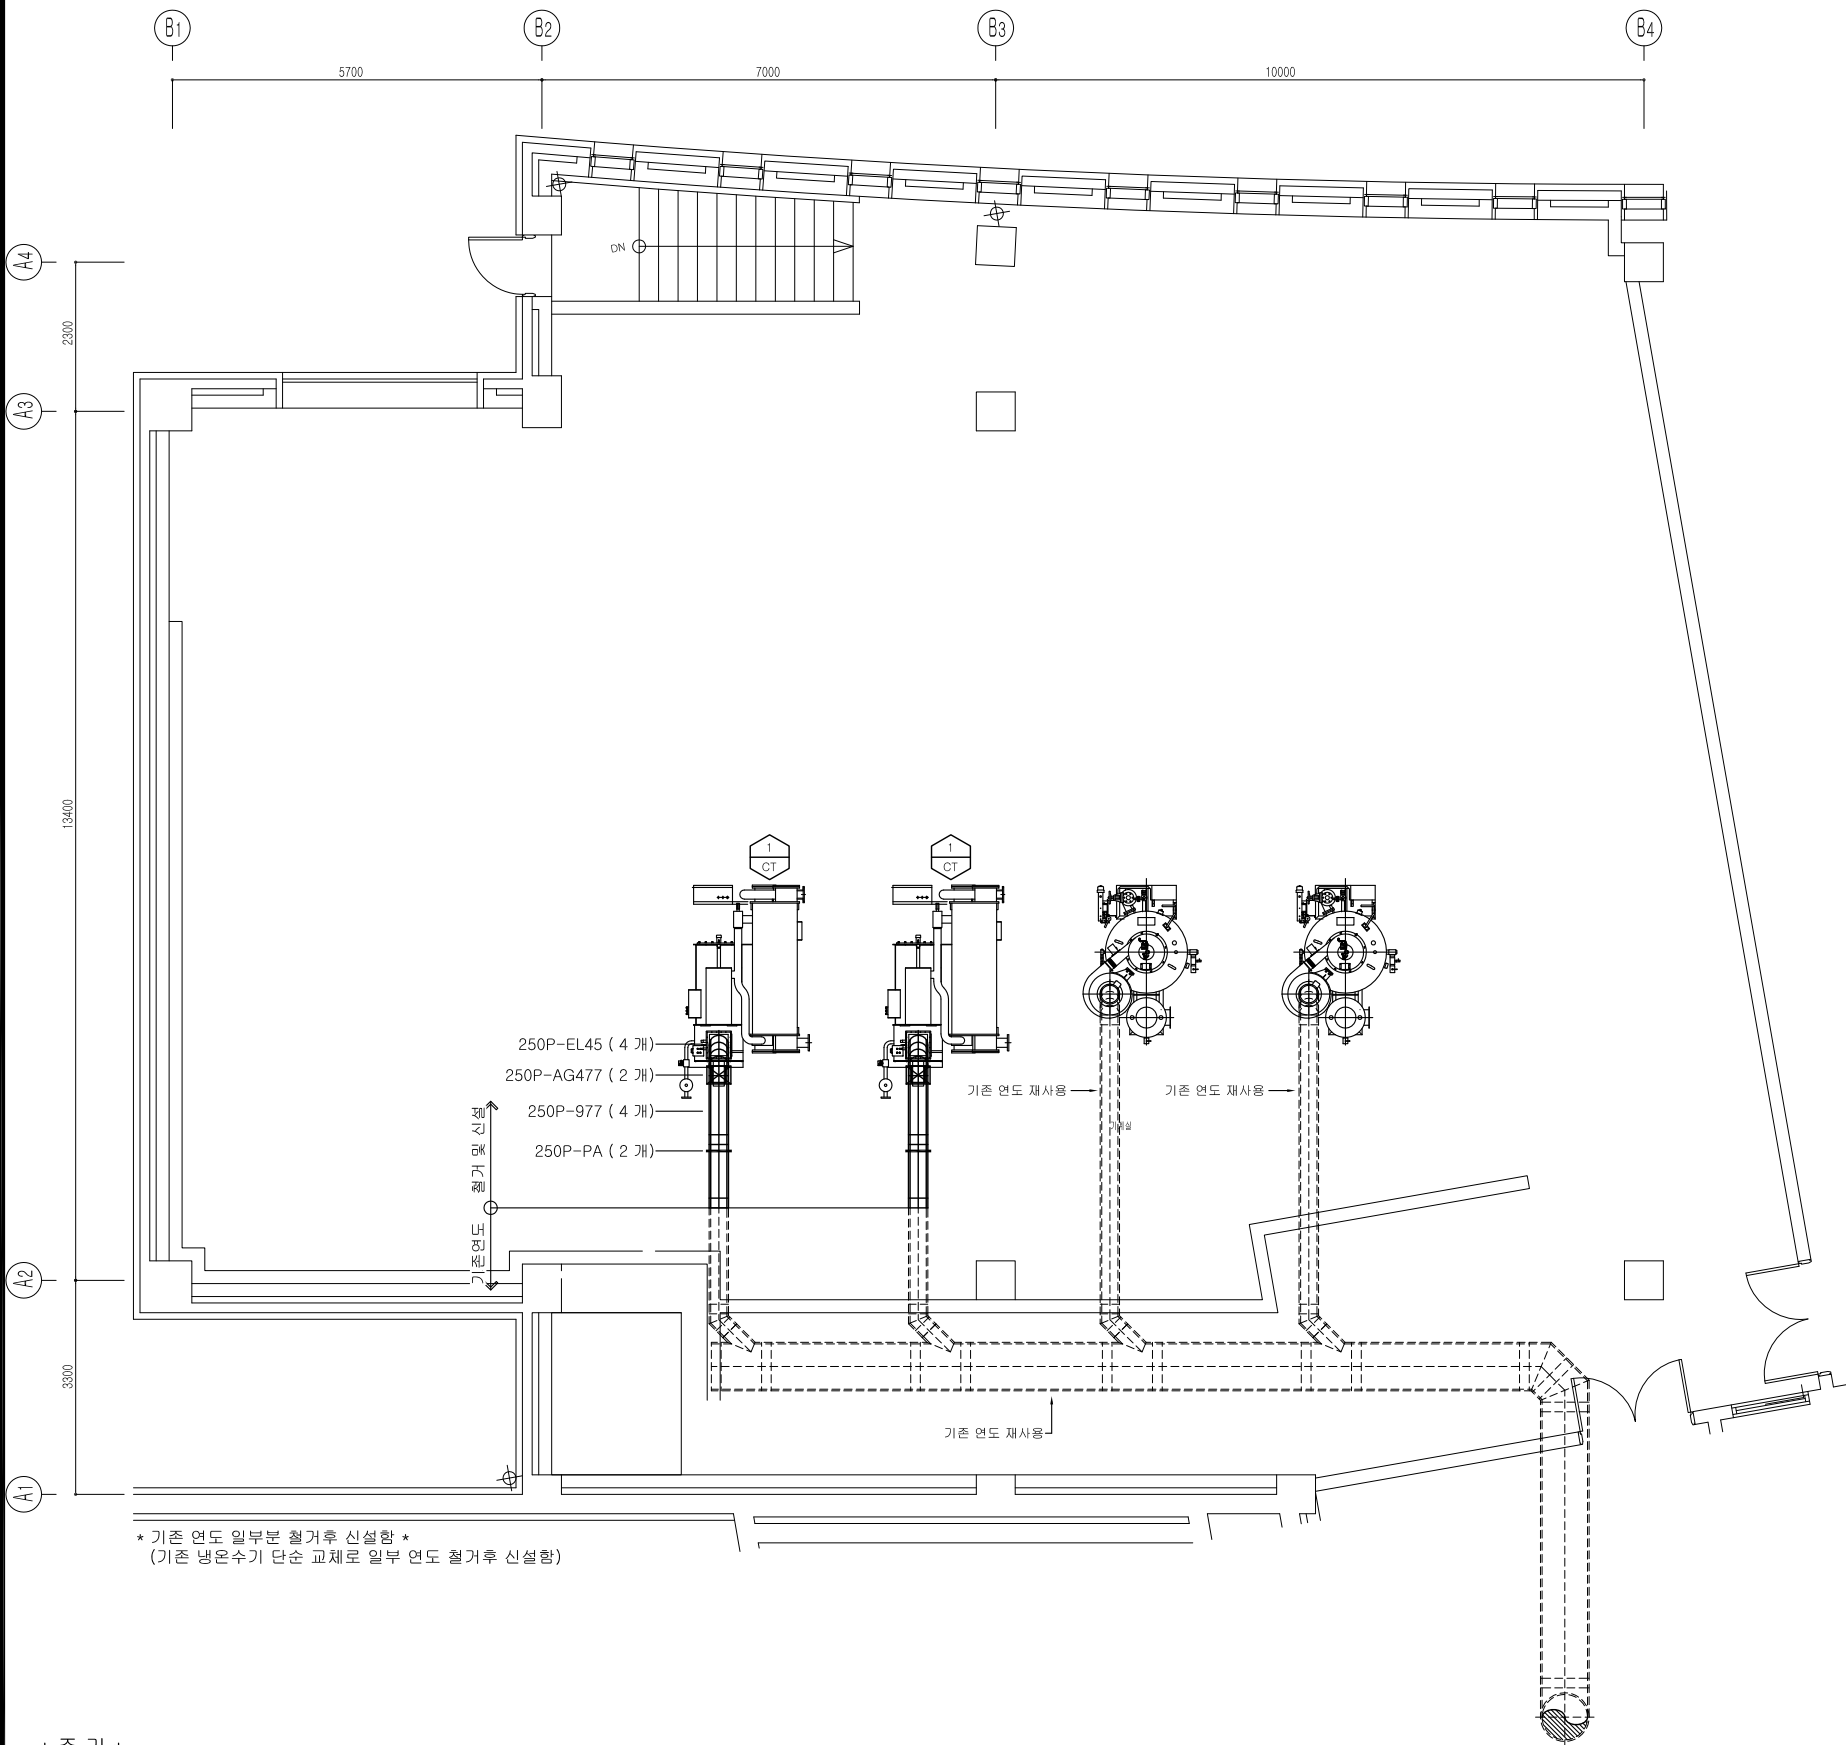 B1
B2
B3
B4
5700
7000
10000
A4
DN
2300
A3
13400
1
CT
1
CT
250P-EL45 ( 4 개)
250P-AG477 ( 2 개)
250P-977 ( 4 개)
250P-PA ( 2 개)
철거 및 신설
기존연도
기존 연도 재사용
기존 연도 재사용
기계실
A2
3300
기존 연도 재사용
A1
* 기존 연도 일부분 철거후 신설함 *
(기존 냉온수기 단순 교체로 일부 연도 철거후 신설함)